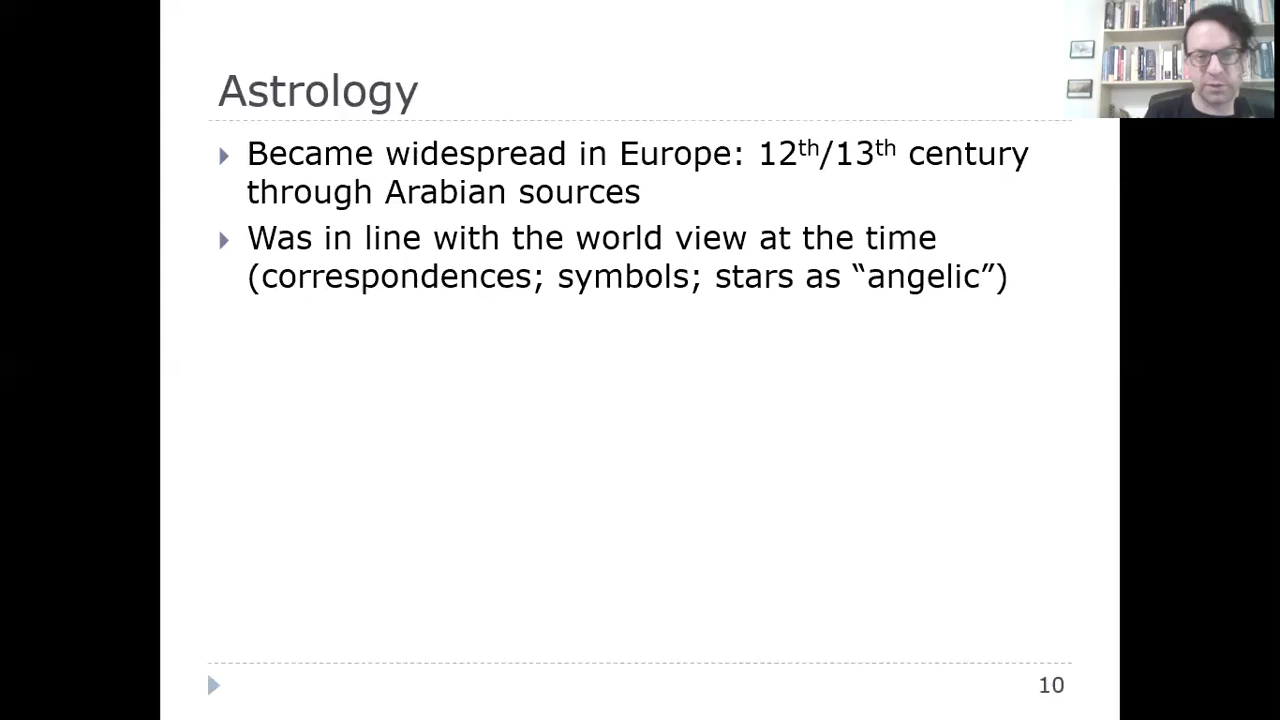 Astrology
Became widespread in Europe: 12th/13th century
through Arabian sources
Was in line with the world view at the time
(correspondences; symbols; stars as “angelic”)
10